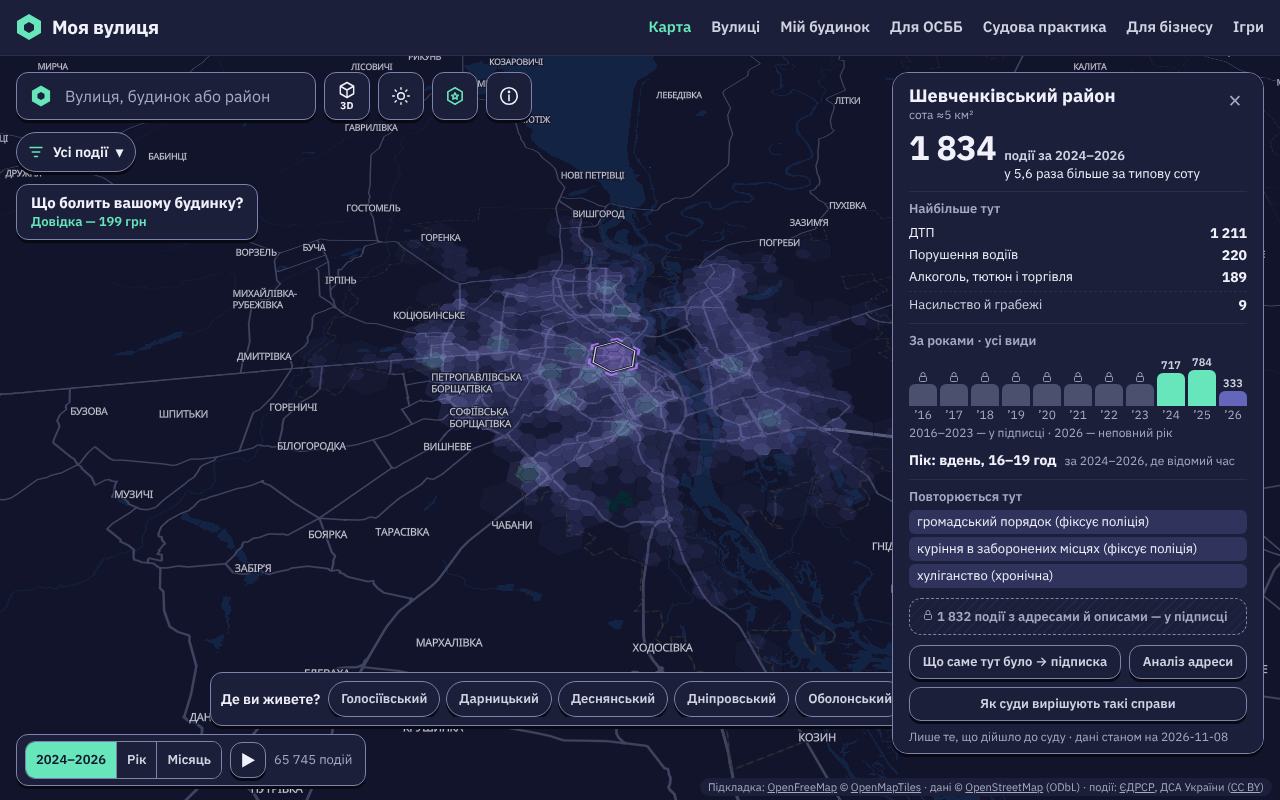 Моя вулиця
Карта
Вулиці
Мій будинок
Для ОСББ
Судова практика
Для бізнесу
Ігри
МИРЧА
ЛІСОВИЧІ
КОЗАРОВИЧІ
КАЛИТА
Вулиця, будинок або район
3D
ЛЕБЕДІВКА
ЛІТКИ
ГАВРИЛІВКА
Усі події ▾
БАБИНЦІ
НОВІ ПЕТРІВЦІ
Що болить вашому будинку?
Довідка — 199 грн
ГОСТОМЕЛЬ
ВИШГОРОД
ПУХІВКА
ЗАЗИМ'Я
ГОРЕНКА
ПОГРЕБИ
ВОРЗЕЛЬ
БУЧА
ІРПІНЬ
МИХАЙЛІВКА-
РУБЕЖІВКА
КОЦЮБИНСЬКЕ
ДМИТРІВКА
ПЕТРОПАВЛІВСЬКА
БОРЩАГІВКА
БУЗОВА
ШПИТЬКИ
ГОРЕНИЧІ
СОФІЇВСЬКА
БОРЩАГІВКА
БІЛОГОРОДКА
ВИШНЕВЕ
МУЗИЧІ
БОЯРКА
ТАРАСІВКА
ЧАБАНИ
ЗАБІР'Я
МАРХАЛІВКА
ХОДОСІВКА
КОЗИН
Шевченківський район
сота ≈5 км²
1 834 події за 2024–2026
у 5,6 раза більше за типову соту
Найбільше тут
ДТП 1 211
Порушення водіїв 220
Алкоголь, тютюн і торгівля 189
Насильство й грабежі 9
За роками · усі види
717 784 333
’16 ’17 ’18 ’19 ’20 ’21 ’22 ’23 ’24 ’25 ’26
2016–2023 — у підписці · 2026 — неповний рік
Пік: вдень, 16–19 год за 2024–2026, де відомий час
Повторюється тут
громадський порядок (фіксує поліція)
куріння в заборонених місцях (фіксує поліція)
хуліганство (хронічна)
1 832 події з адресами й описами — у підписці
Що саме тут було → підписка
Аналіз адреси
Як суди вирішують такі справи
Лише те, що дійшло до суду · дані станом на 2026-11-08
Де ви живете?
Голосіївський
Дарницький
Деснянський
Дніпровський
Оболонський
2024–2026
Рік
Місяць
65 745 подій
Підкладка: OpenFreeMap © OpenMapTiles · дані © OpenStreetMap (ODbL) · події: ЄДРСР, ДСА України (CC BY)